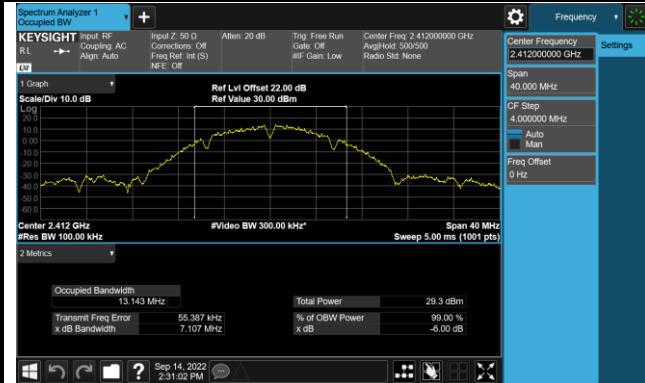 Spectrum Analyzer 1
Occupied BW
Frequency
KEYSIGHT
RL
LXI
Input: RF
Coupling: AC
Align: Auto
Input Z: 50 Ω
Corrections: Off
Freq Ref: Int (S)
NFE: Off
Atten: 20 dB
Trig: Free Run
Gate: Off
#IF Gain: Low
Center Freq: 2.412000000 GHz
Avg|Hold: 500/500
Radio Std: None
Center Frequency
2.412000000 GHz
Settings
Span
40.000 MHz
CF Step
4.000000 MHz
Auto
Man
Freq Offset
0 Hz
1 Graph
Scale/Div 10.0 dB
Ref Lvl Offset 22.00 dB
Ref Value 30.00 dBm
Log
20.0
10.0
0.00
-10.0
-20.0
-30.0
-40.0
-50.0
-60.0
Center 2.412 GHz
#Res BW 100.00 kHz
#Video BW 300.00 kHz*
Span 40 MHz
Sweep 5.00 ms (1001 pts)
2 Metrics
Occupied Bandwidth
13.143 MHz
Total Power 29.3 dBm
Transmit Freq Error 55.387 kHz
% of OBW Power 99.00 %
x dB Bandwidth 7.107 MHz
x dB -6.00 dB
Sep 14, 2022
2:31:02 PM